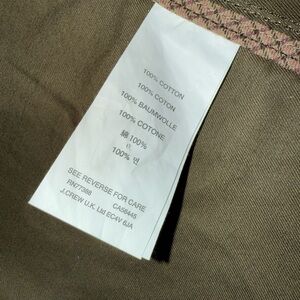 100% COTTON
100% COTON
100% BAUMWOLLE
100% COTONE
綿 100%
면 100%
SEE REVERSE FOR CARE
RN77388 CA56445
J.CREW U.K. Ltd EC4V 6JA